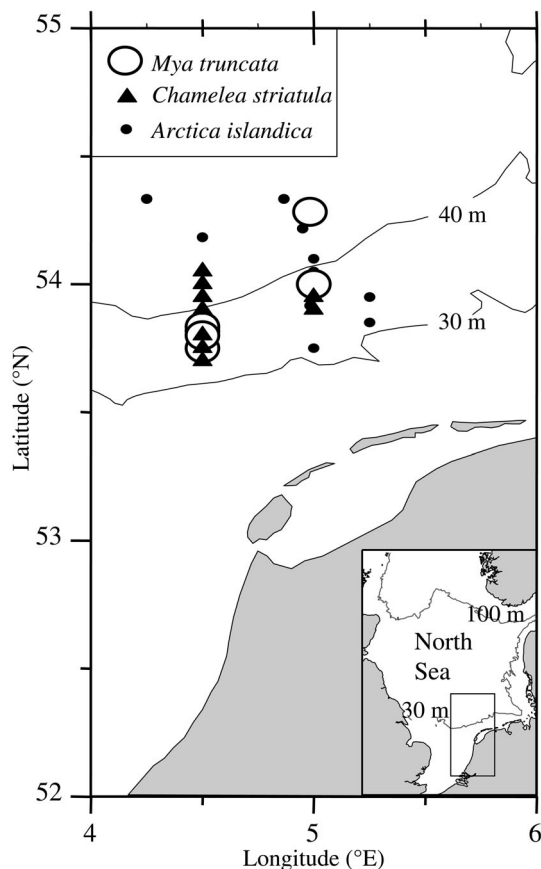 55
Mya truncata
Chamelea striatula
Arctica islandica
40 m
54
30 m
Latitude (°N)
53
100 m
North
Sea
30 m
52
4
5
6
Longitude (°E)